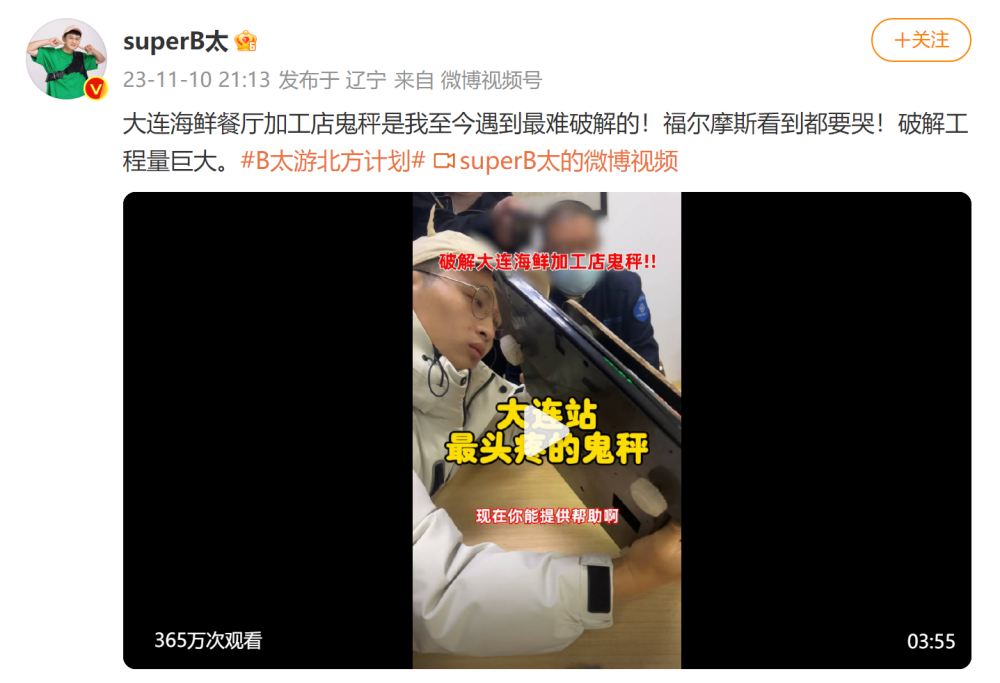 superB太
+关注
23-11-10 21:13 发布于 辽宁 来自 微博视频号
大连海鲜餐厅加工店鬼秤是我至今遇到最难破解的！福尔摩斯看到都要哭！破解工
程量巨大。#B太游北方计划# superB太的微博视频
破解大连海鲜加工店鬼秤!!
大连站
最头疼的鬼秤
现在你能提供帮助啊
365万次观看
03:55